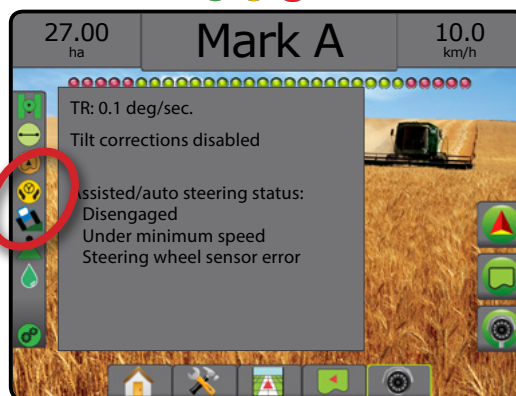 27.00
ha
Mark A
10.0
km/h
TR: 0.1 deg/sec.
Tilt corrections disabled
Assisted/auto steering status:
Disengaged
Under minimum speed
Steering wheel sensor error